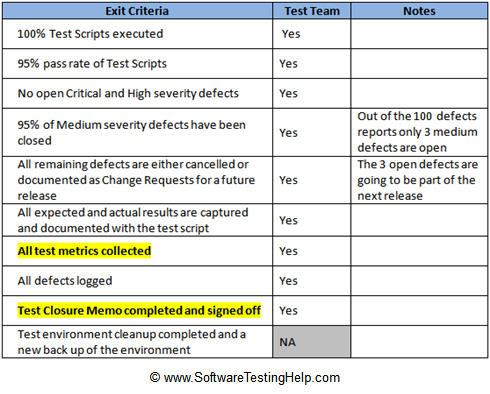 Exit Criteria Test Team Notes
100% Test Scripts executed Yes
95% pass rate of Test Scripts Yes
No open Critical and High severity defects Yes
95% of Medium severity defects have been
closed
Yes
Out of the 100 defects
reports only 3 medium
defects are open
All remaining defects are either cancelled or
documented as Change Requests for a future
release
Yes
The 3 open defects are
going to be part of the
next release
All expected and actual results are captured
and documented with the test script
Yes
All test metrics collected Yes
All defects logged Yes
Test Closure Memo completed and signed off Yes
Test environment cleanup completed and a
new back up of the environment
NA
© www.SoftwareTestingHelp.com